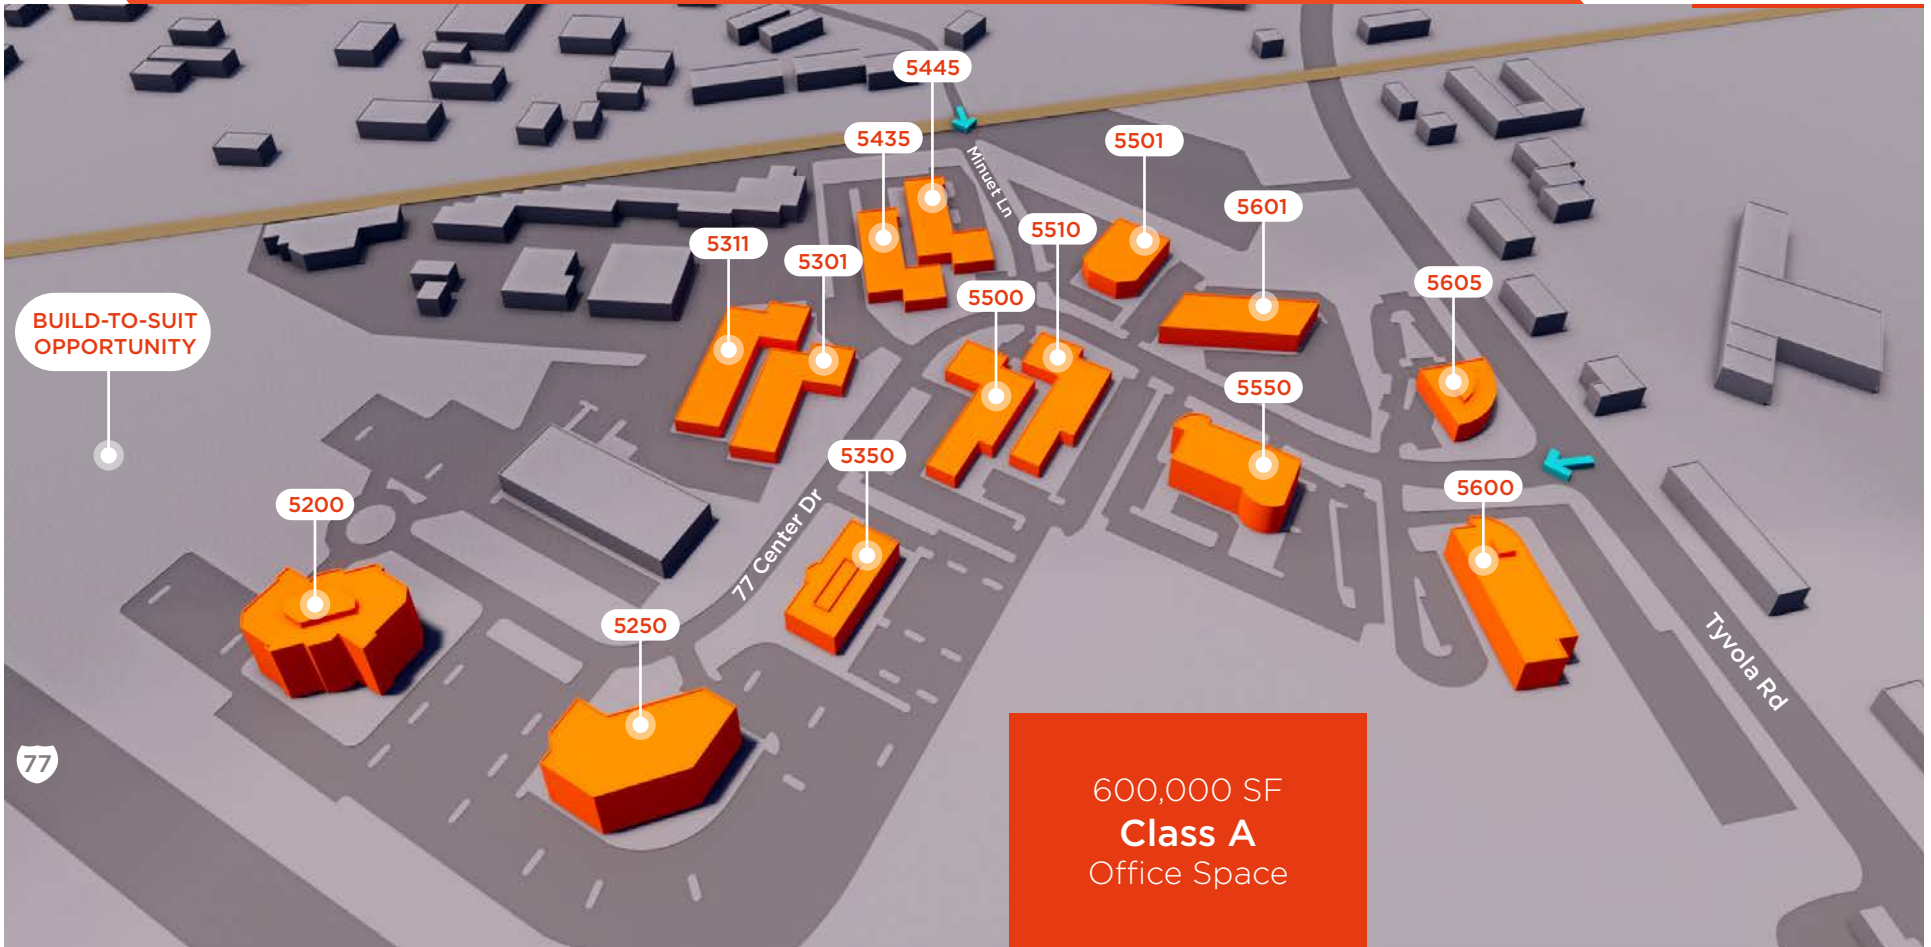 5445
5435
5501
Minuet Ln
5601
5311
5510
5301
5605
5500
BUILD-TO-SUIT
OPPORTUNITY
5550
5350
5600
5200
77 Center Dr
5250
Tyvola Rd
77
600,000 SF
Class A
Office Space